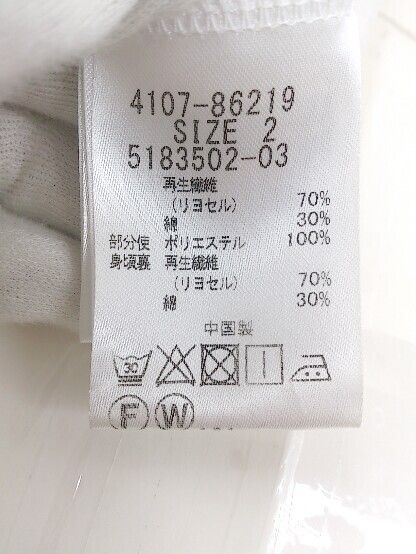 4107-86219
SIZE 2
5183502-03
再生繊維
(リヨセル) 70%
綿 30%
部分使 ポリエステル 100%
身頃裏 再生繊維
(リヨセル) 70%
綿 30%
中国製
30
F W